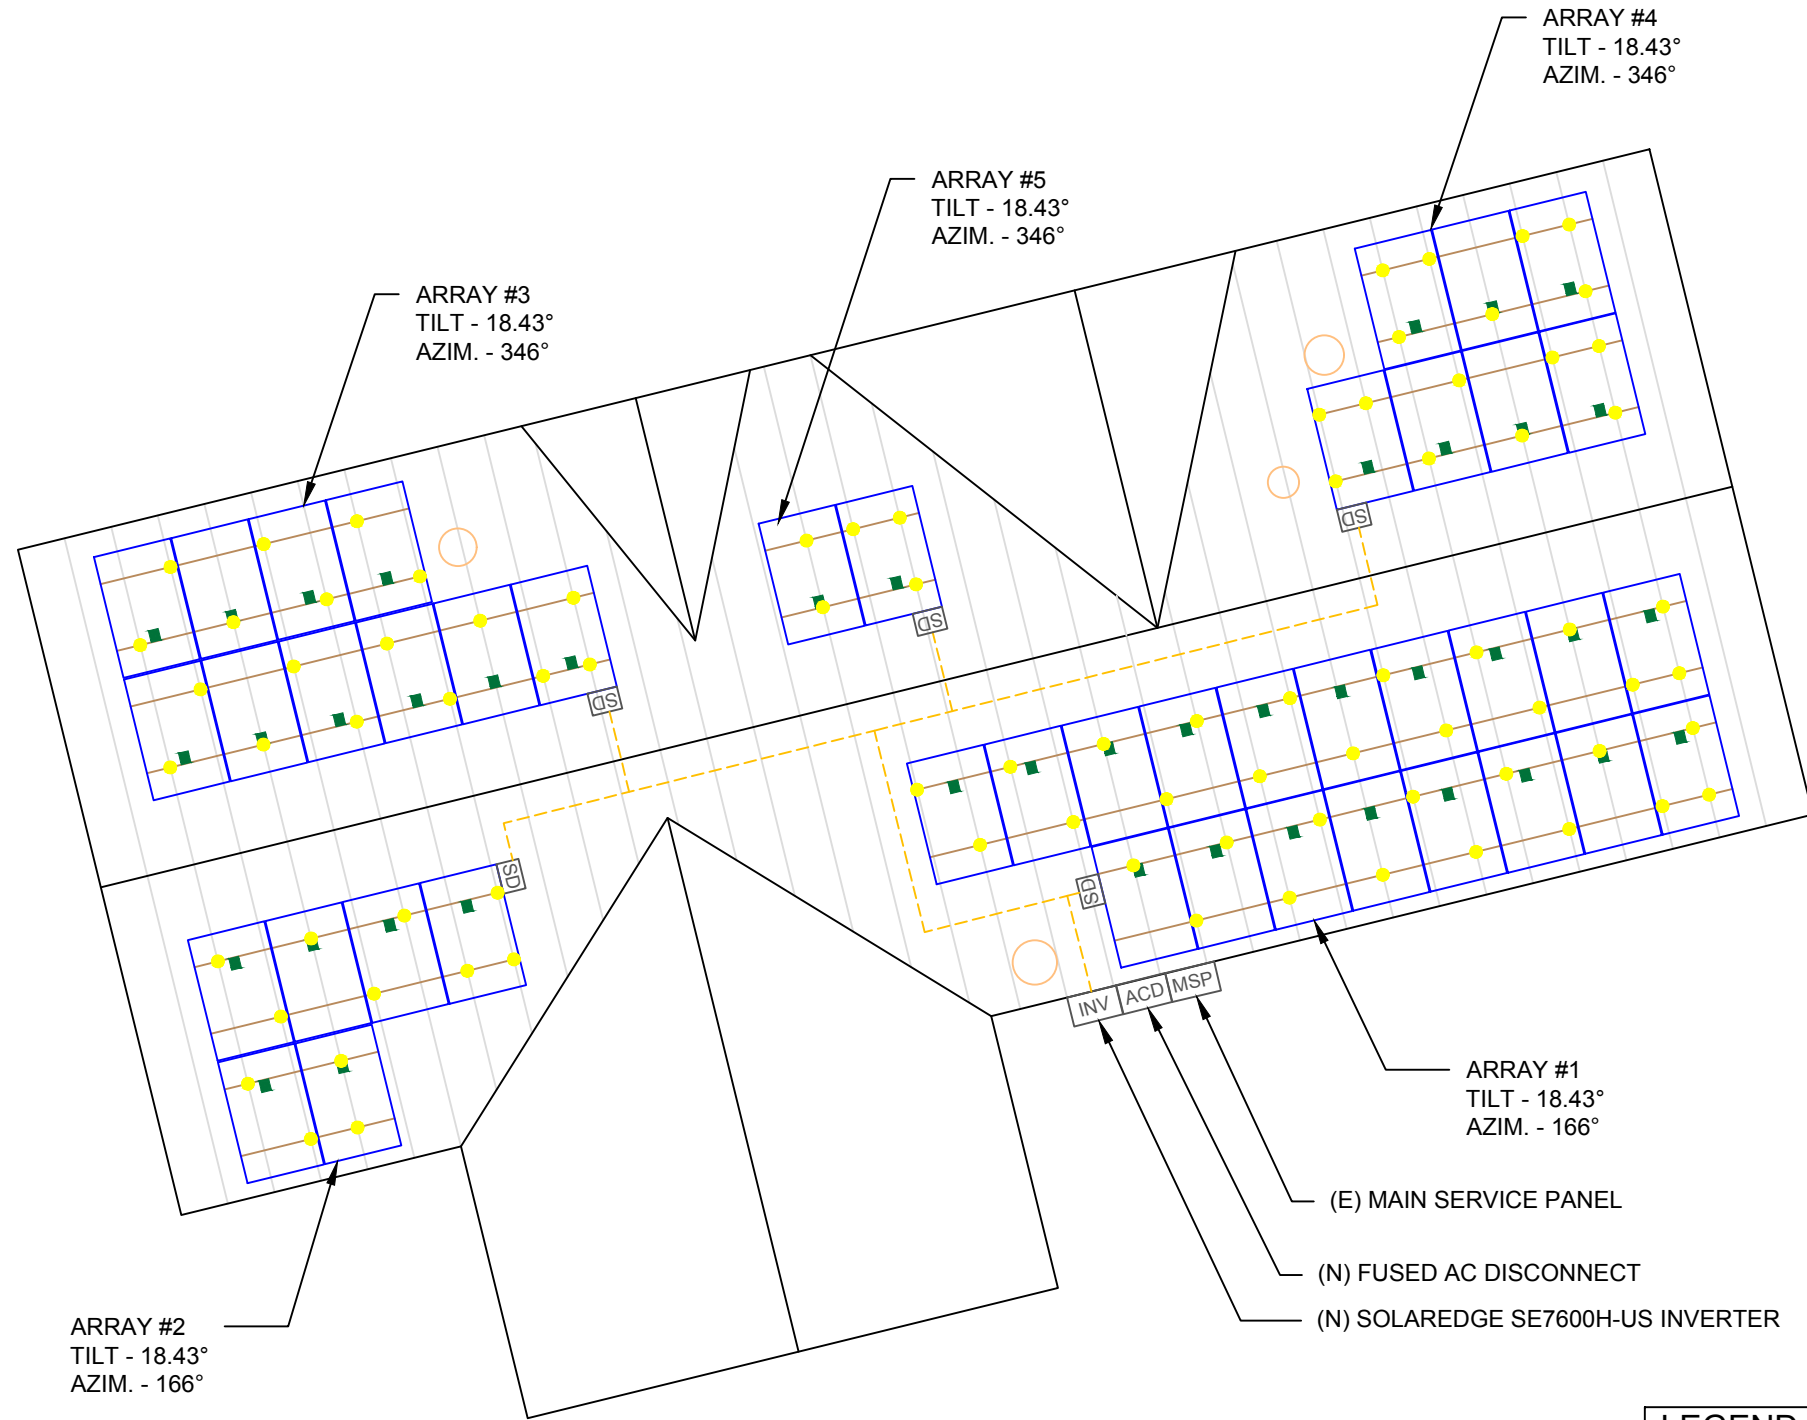 ARRAY #4
TILT - 18.43°
AZIM. - 346°
ARRAY #5
TILT - 18.43°
AZIM. - 346°
ARRAY #3
TILT - 18.43°
AZIM. - 346°
SD
SD
SD
SD
SD
INV
ACD
MSP
ARRAY #1
TILT - 18.43°
AZIM. - 166°
(E) MAIN SERVICE PANEL
(N) FUSED AC DISCONNECT
(N) SOLAREDGE SE7600H-US INVERTER
ARRAY #2
TILT - 18.43°
AZIM. - 166°
LEGEND